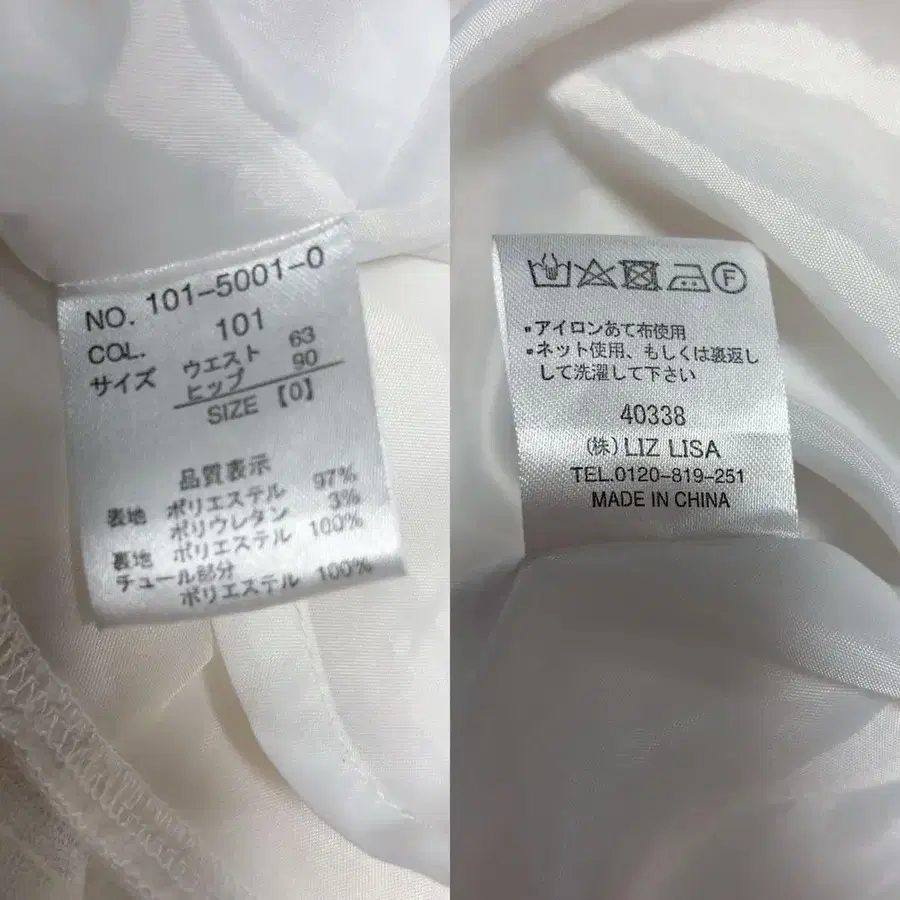 NO. 101-5001-0
COL. 101
サイズ ウエスト 63
ヒップ 90
SIZE 【0】
品質表示
表地 ポリエステル 97%
ポリウレタン 3%
裏地 ポリエステル 100%
チュール部分
ポリエステル 100%
F
・アイロンあて布使用
・ネット使用、もしくは裏返し
して洗濯して下さい
40338
(株) LIZ LISA
TEL.0120-819-251
MADE IN CHINA